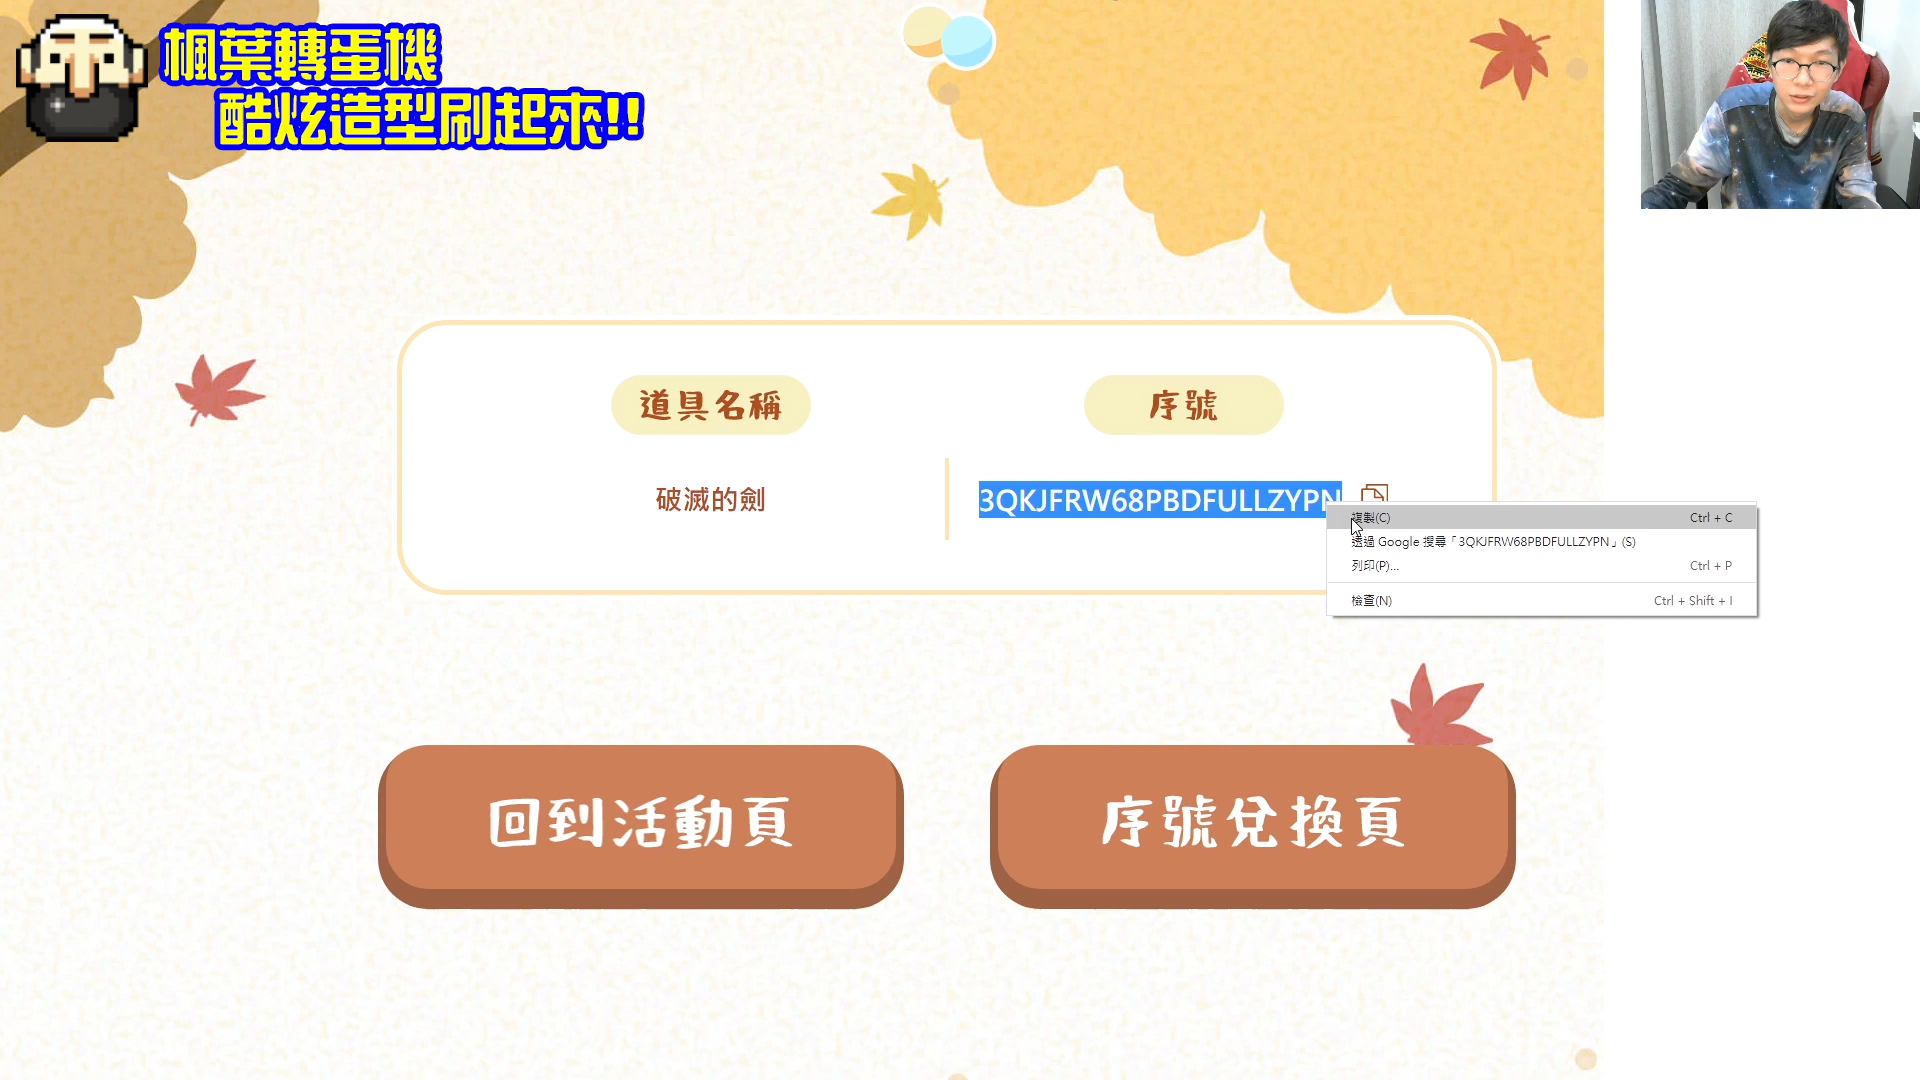 楓葉轉蛋機
酷炫造型刷起來!!
道具名稱
序號
破滅的劍
3QKJFRW68PBDFULLZYPN
複製(C) Ctrl + C
透過 Google 搜尋「3QKJFRW68PBDFULLZYPN」(S)
列印(P)... Ctrl + P
檢查(N) Ctrl + Shift + I
回到活動頁
序號兌換頁